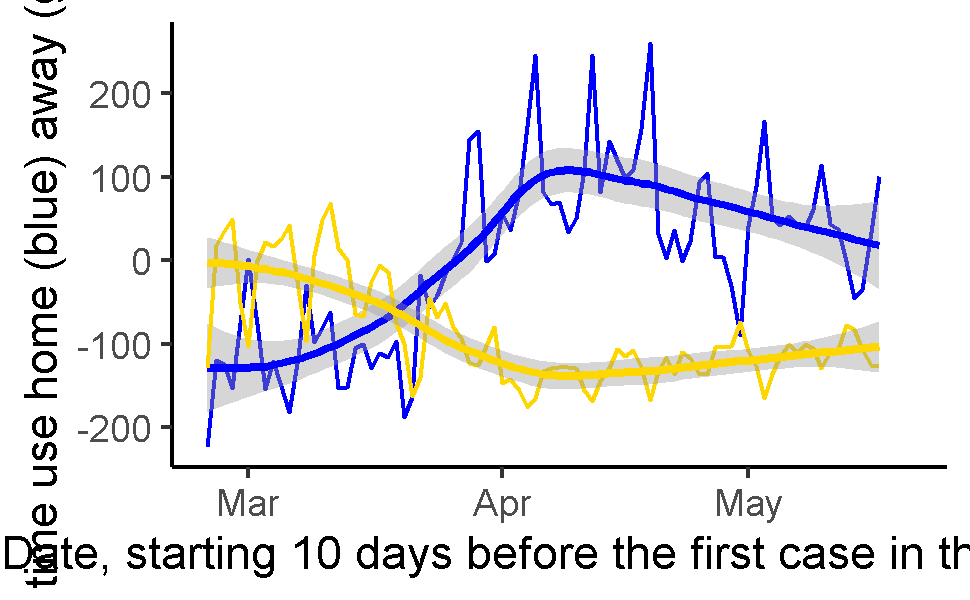 time use home (blue) away (
200
100
0
-100
-200
Mar Apr May
Date, starting 10 days before the first case in th